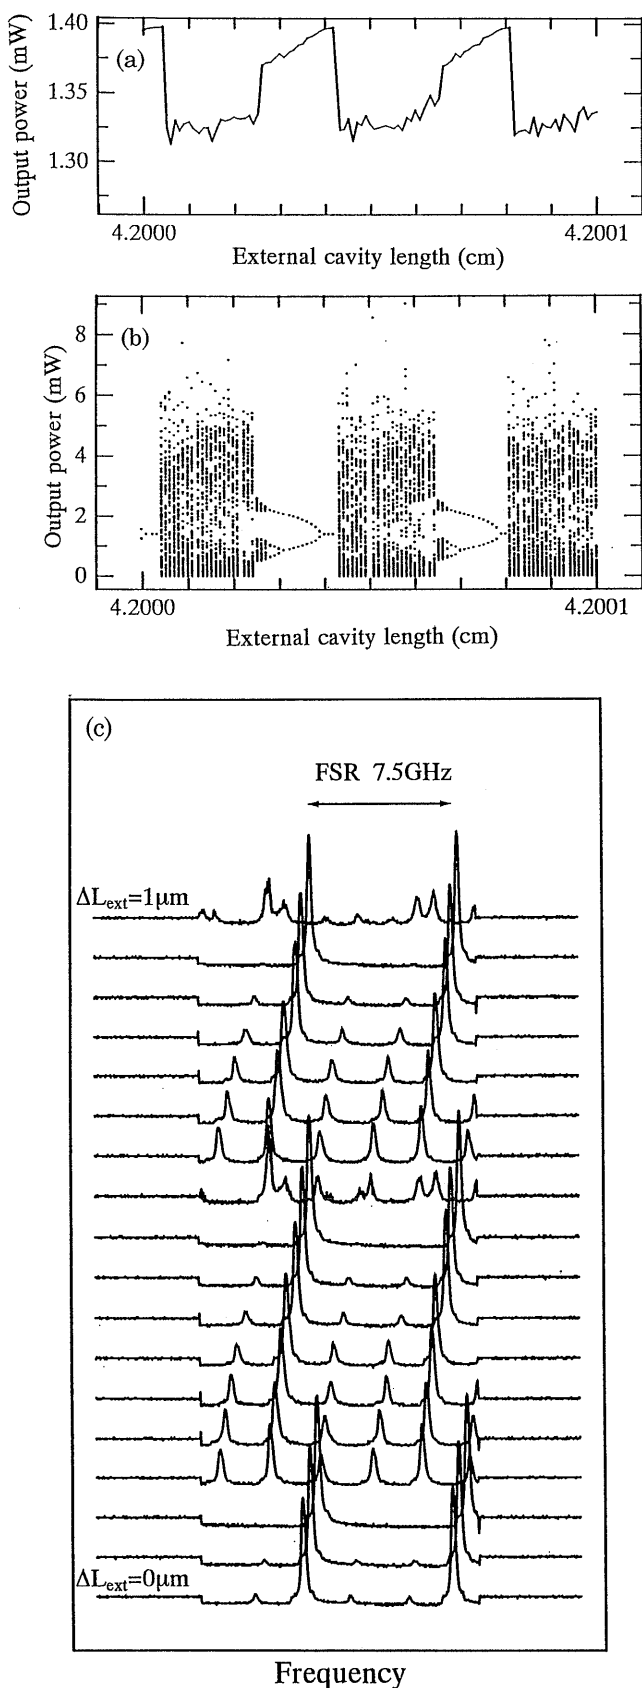 Output power (mW)
(a)
1.40
1.35
1.30
4.2000
4.2001
External cavity length (cm)
Output power (mW)
(b)
8
6
4
2
0
4.2000
4.2001
External cavity length (cm)
(c)
FSR 7.5GHz
ΔLext=1μm
ΔLext=0μm
Frequency